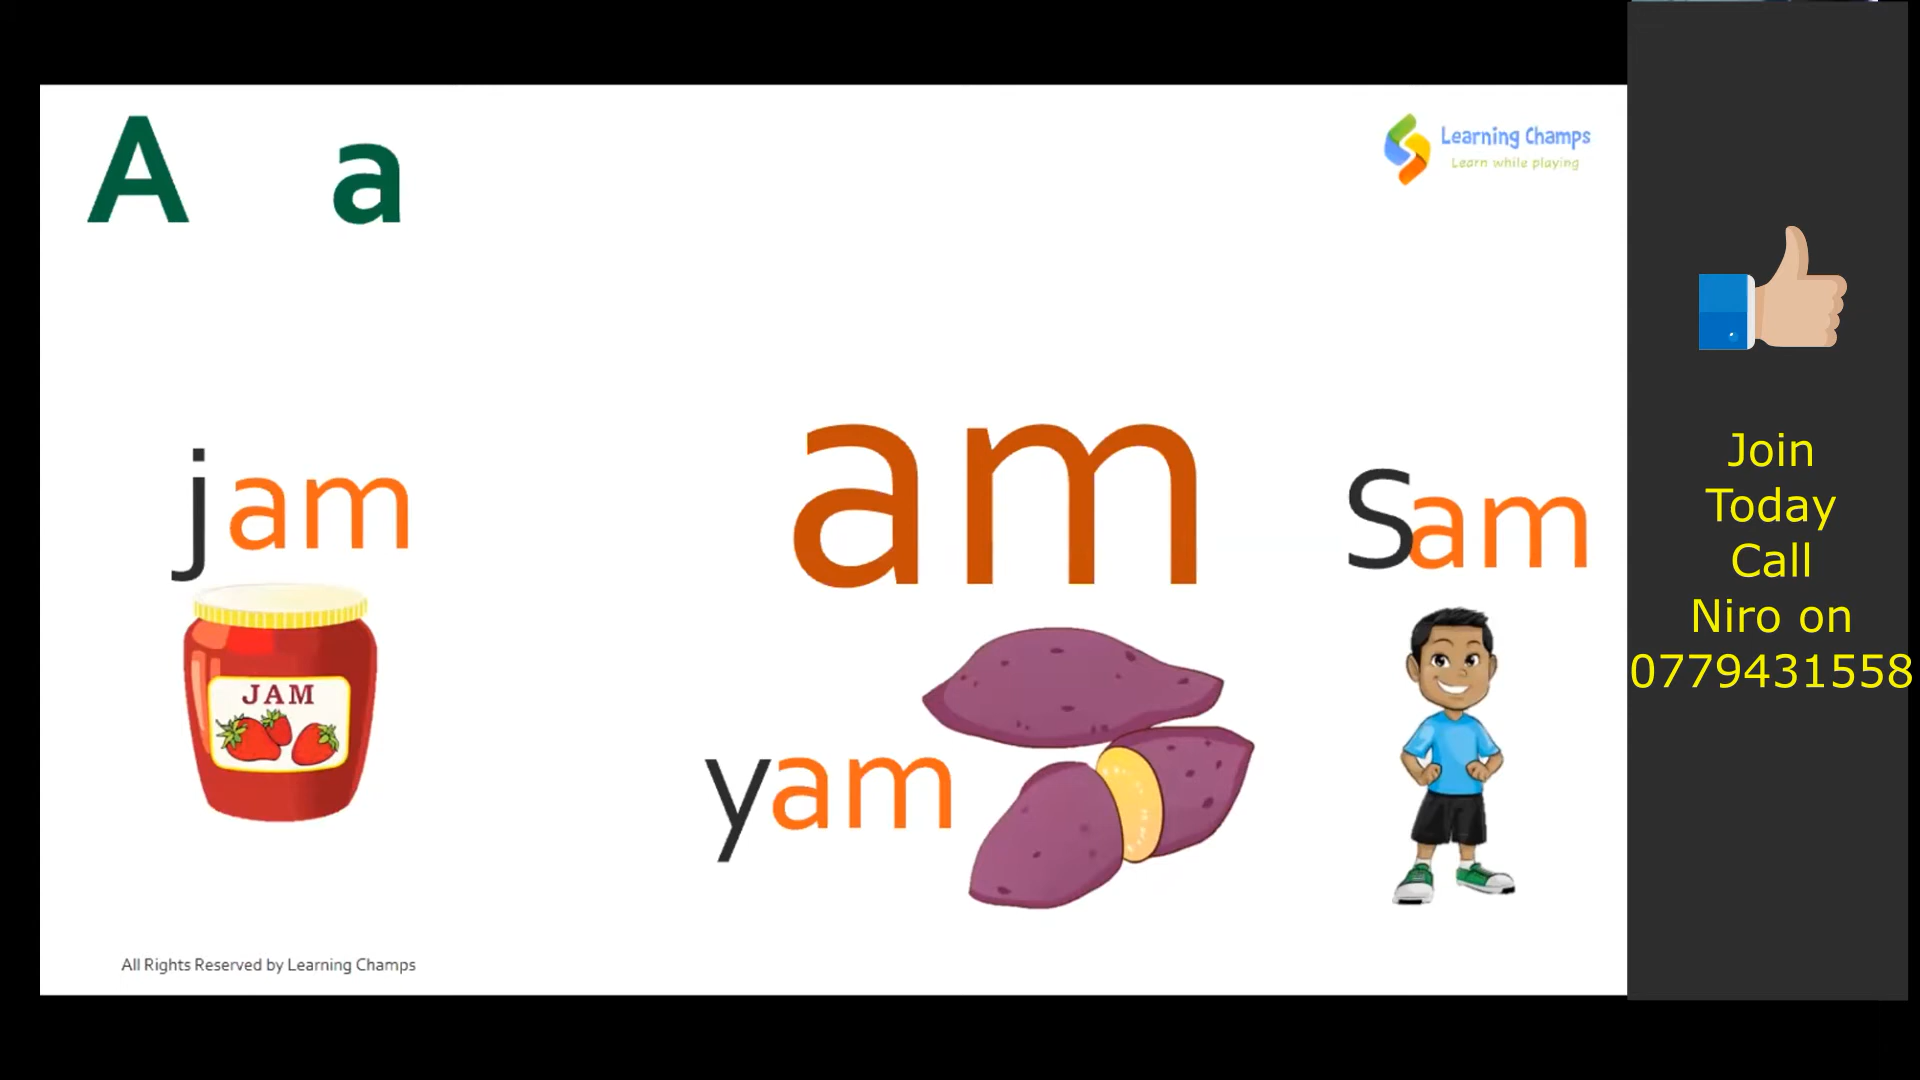 A a
Learning Champs
Learn while playing
jam
am
Sam
JAM
yam
All Rights Reserved by Learning Champs
Join
Today
Call
Niro on
0779431558